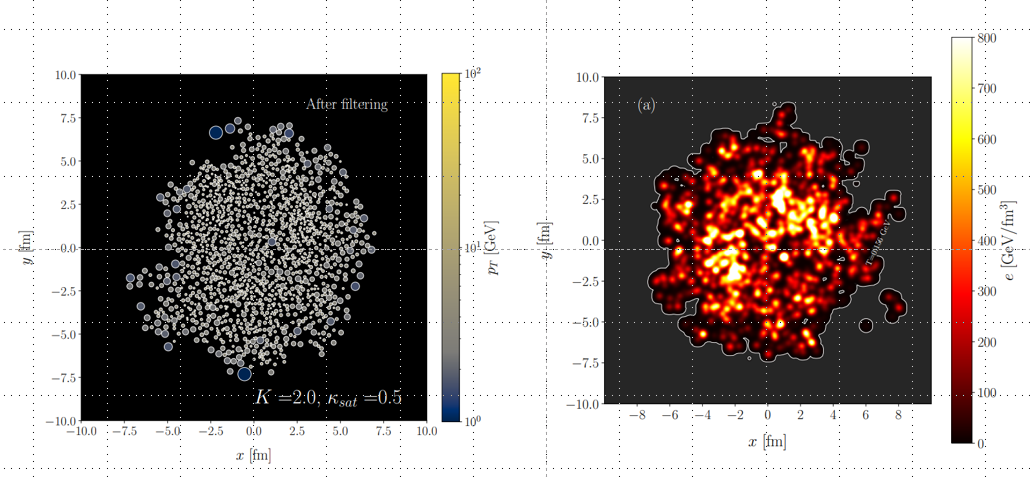 After filtering
K =2.0, κsat =0.5
10.0
7.5
5.0
2.5
0.0
−2.5
−5.0
−7.5
−10.0
−10.0 −7.5 −5.0 −2.5 0.0 2.5 5.0 7.5 10.0
x [fm]
y [fm]
10²
10¹
10⁰
pT [GeV]
(a)
10.0
7.5
5.0
2.5
0.0
−2.5
−5.0
−7.5
−10.0
−8 −6 −4 −2 0 2 4 6 8
x [fm]
y [fm]
800
700
600
500
400
300
200
100
0
e [GeV/fm³]